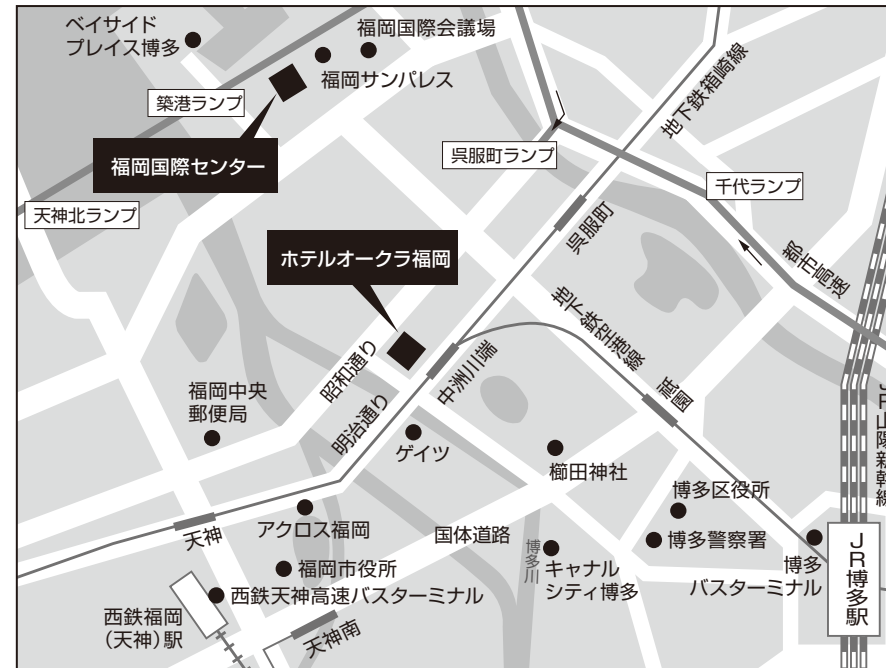 ベイサイド
プレイス博多
福岡国際会議場
福岡サンパレス
築港ランプ
福岡国際センター
天神北ランプ
呉服町ランプ
千代ランプ
地下鉄箱崎線
呉服町
都市高速
ホテルオークラ福岡
地下鉄空港線
昭和通り
明治通り
中洲川端
祇園
福岡中央
郵便局
ゲイツ
櫛田神社
JR山陽新幹線
博多区役所
アクロス福岡
国体道路
天神
博多川
博多警察署
キャナル
シティ博多
博多
バスターミナル
JR博多駅
福岡市役所
西鉄天神高速バスターミナル
西鉄福岡
(天神)駅
天神南